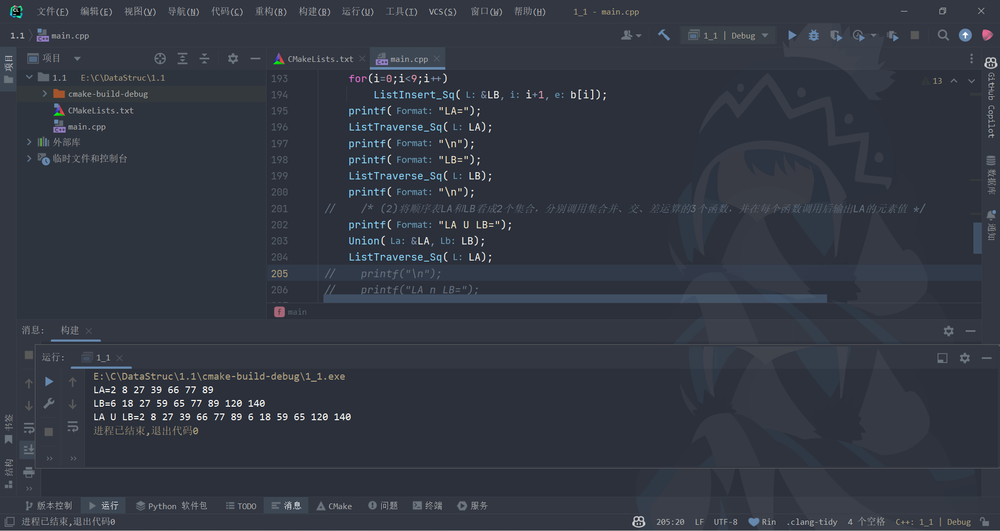 文件(F) 编辑(E) 视图(V) 导航(N) 代码(C) 重构(R) 构建(B) 运行(U) 工具(T) VCS(S) 窗口(W) 帮助(H) 1_1 - main.cpp
1.1 main.cpp 1_1 | Debug
项目
项目
CMakeLists.txt main.cpp
1.1 E:\C\DataStruc\1.1
cmake-build-debug
CMakeLists.txt
main.cpp
外部库
临时文件和控制台
13
193 for(i=0;i<9;i++)
194 ListInsert_Sq( L: &LB, i: i+1, e: b[i]);
195 printf( Format: "LA=");
196 ListTraverse_Sq( L: LA);
197 printf( Format: "\n");
198 printf( Format: "LB=");
199 ListTraverse_Sq( L: LB);
200 printf( Format: "\n");
201 // /* (2)将顺序表LA和LB看成2个集合，分别调用集合并、交、差运算的3个函数，并在每个函数调用后输出LA的元素值 */
202 printf( Format: "LA U LB=");
203 Union( La: &LA, Lb: LB);
204 ListTraverse_Sq( L: LA);
205 // printf("\n");
206 // printf("LA n LB=");
f main
GitHub Copilot
数据库
通知
消息: 构建
运行: 1_1
E:\C\DataStruc\1.1\cmake-build-debug\1_1.exe
LA=2 8 27 39 66 77 89
LB=6 18 27 59 65 77 89 120 140
LA U LB=2 8 27 39 66 77 89 6 18 59 65 120 140
进程已结束,退出代码0
书签
结构
版本控制 运行 Python 软件包 TODO 消息 CMake 问题 终端 服务
进程已结束,退出代码0 205:20 LF UTF-8 Rin .clang-tidy 4 个空格 C++: 1_1 | Debug